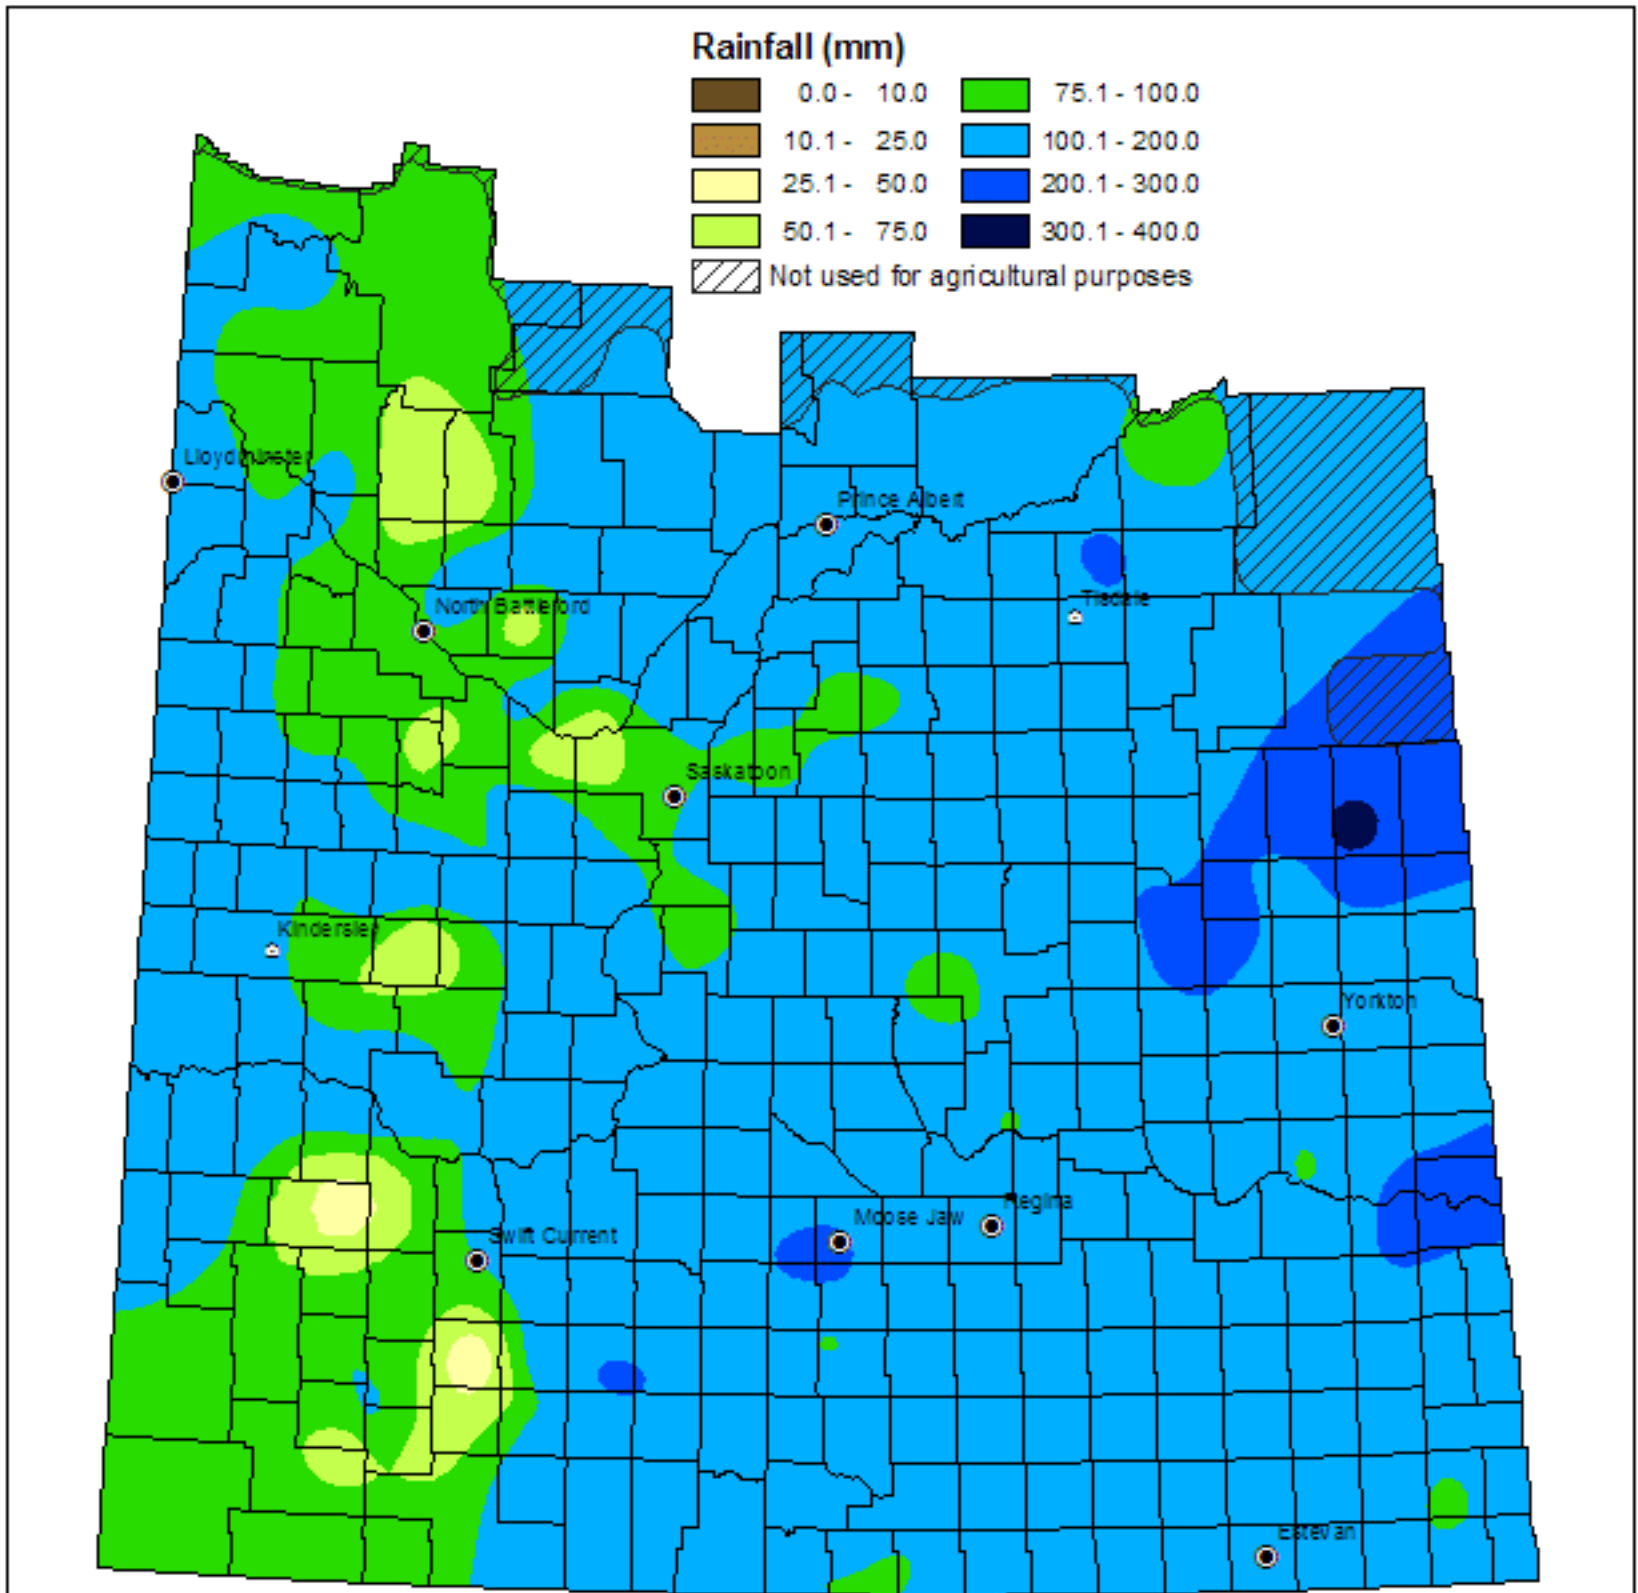 Rainfall (mm)
0.0 - 10.0
75.1 - 100.0
10.1 - 25.0
100.1 - 200.0
25.1 - 50.0
200.1 - 300.0
50.1 - 75.0
300.1 - 400.0
Not used for agricultural purposes
Lloydminster
Prince Albert
North Battleford
Tisdale
Saskatoon
Kindersley
Yorkton
Regina
Moose Jaw
Swift Current
Estevan